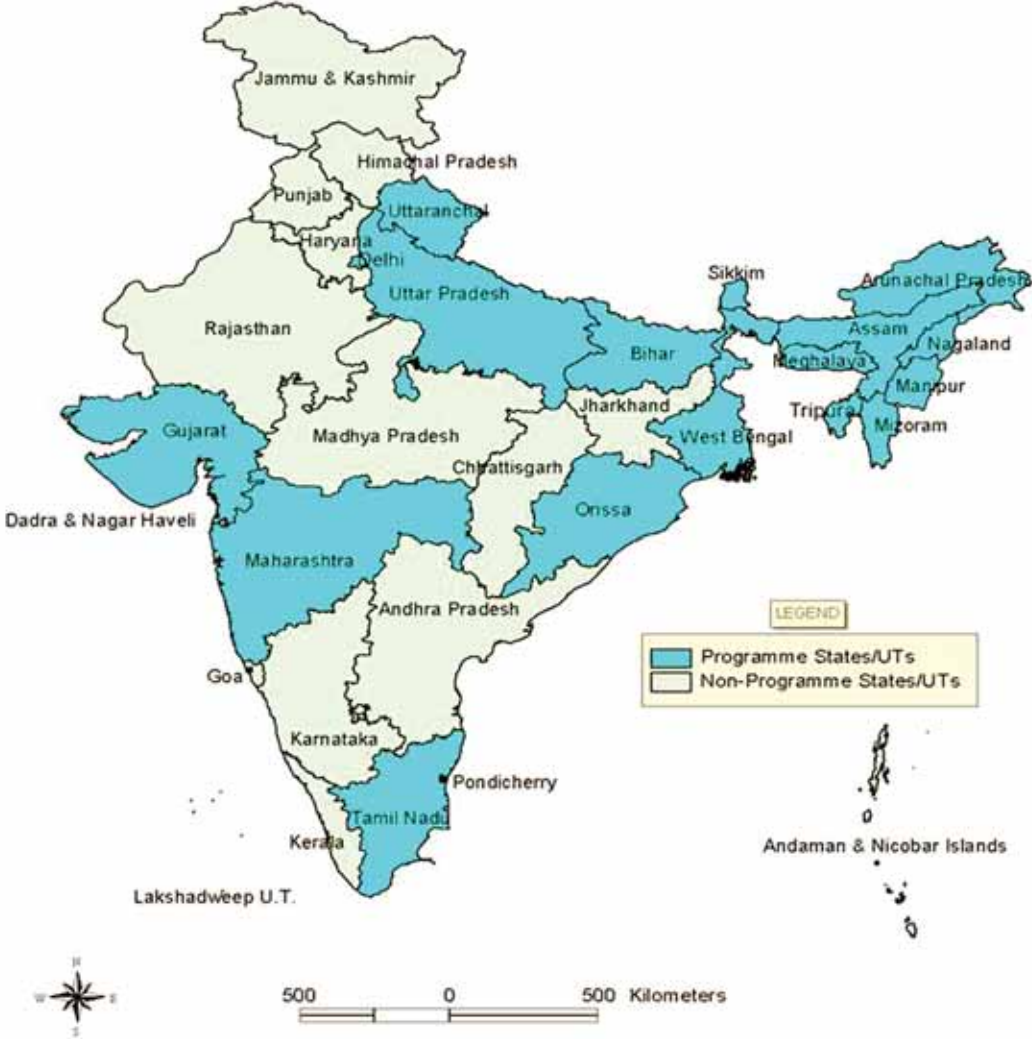 Jammu & Kashmir
Himachal Pradesh
Punjab
Uttaranchal
Haryana
Delhi
Sikkim
Arunachal Pradesh
Uttar Pradesh
Rajasthan
Assam
Nagaland
Bihar
Meghalaya
Manipur
Jharkhand
Tripura
Mizoram
Gujarat
Madhya Pradesh
West Bengal
Chhattisgarh
Orissa
Dadra & Nagar Haveli
Maharashtra
Andhra Pradesh
LEGEND
Programme States/UTs
Non-Programme States/UTs
Goa
Karnataka
Pondicherry
Tamil Nadu
Kerala
Andaman & Nicobar Islands
Lakshadweep U.T.
N
W E
S
500 0 500 Kilometers